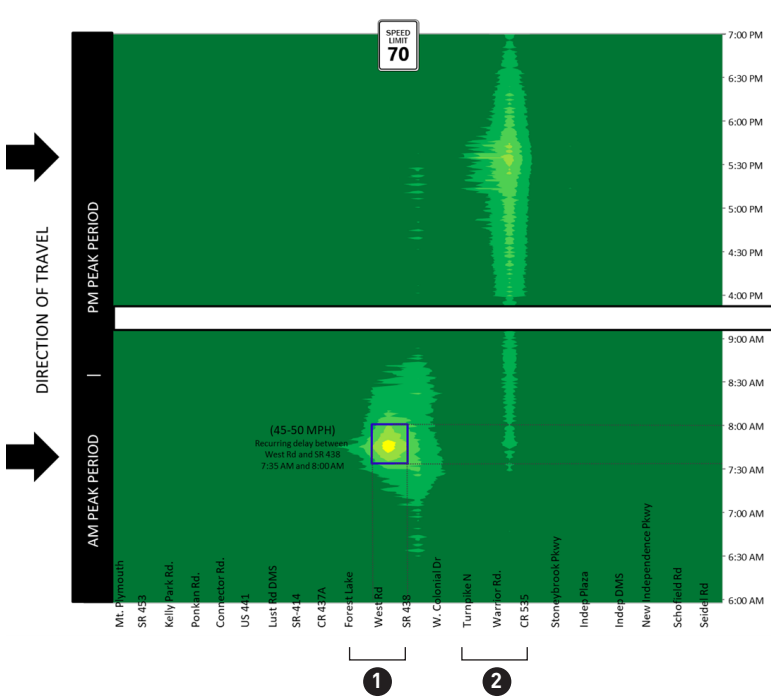 SPEED
LIMIT
70
7:00 PM
6:30 PM
6:00 PM
5:30 PM
5:00 PM
4:30 PM
4:00 PM
DIRECTION OF TRAVEL
PM PEAK PERIOD
|
AM PEAK PERIOD
9:00 AM
8:30 AM
8:00 AM
7:30 AM
7:00 AM
6:30 AM
6:00 AM
(45-50 MPH)
Recurring delay between
West Rd and SR 438
7:35 AM and 8:00 AM
Mt. Plymouth
SR 453
Kelly Park Rd.
Ponkan Rd.
Connector Rd.
US 441
Lust Rd DMS
SR-414
CR 437A
Forest Lake
West Rd
SR 438
W. Colonial Dr
Turnpike N
Warrior Rd.
CR 535
Stoneybrook Pkwy
Indep Plaza
Indep DMS
New Independence Pkwy
Schofield Rd
Seidel Rd
1
2